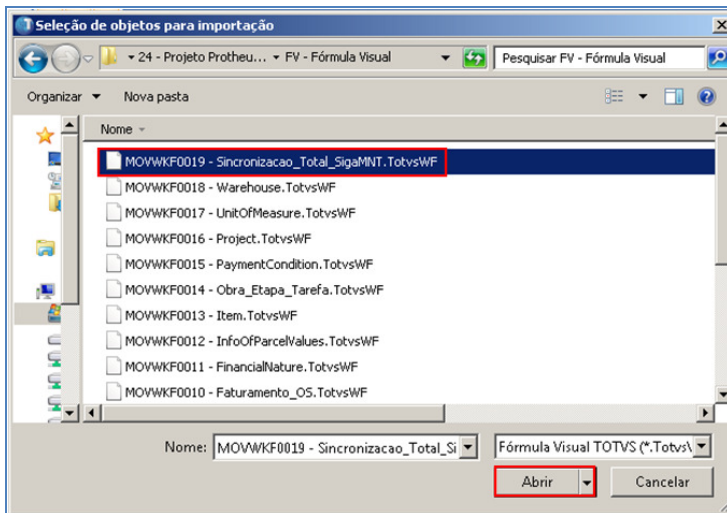 Seleção de objetos para importação
24 - Projeto Protheu... FV - Fórmula Visual
Pesquisar FV - Fórmula Visual
Organizar Nova pasta
Nome
MOVWKF0019 - Sincronizacao_Total_SigaMNT.TotvsWF
MOVWKF0018 - Warehouse.TotvsWF
MOVWKF0017 - UnitOfMeasure.TotvsWF
MOVWKF0016 - Project.TotvsWF
MOVWKF0015 - PaymentCondition.TotvsWF
MOVWKF0014 - Obra_Etapa_Tarefa.TotvsWF
MOVWKF0013 - Item.TotvsWF
MOVWKF0012 - InfoOfParcelValues.TotvsWF
MOVWKF0011 - FinancialNature.TotvsWF
MOVWKF0010 - Faturamento_OS.TotvsWF
Nome: MOVWKF0019 - Sincronizacao_Total_Si Fórmula Visual TOTVS (*.Totvs\
Abrir Cancelar